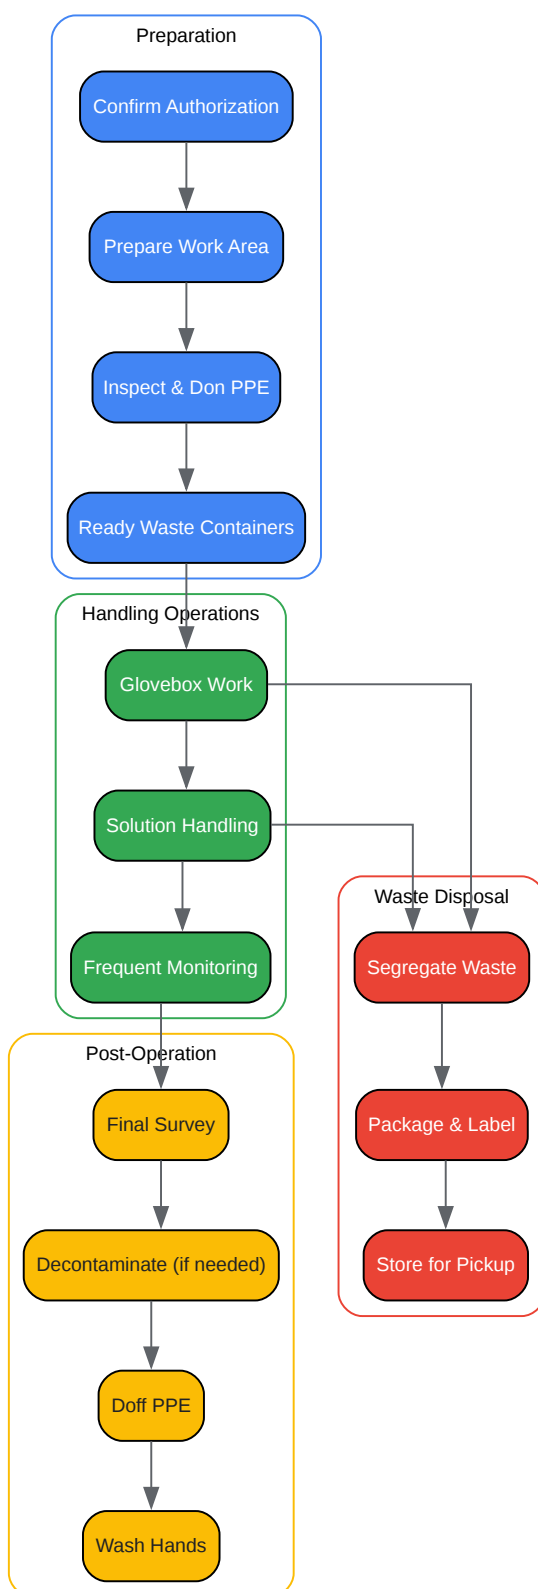 Preparation
Confirm Authorization
Prepare Work Area
Inspect & Don PPE
Ready Waste Containers
Handling Operations
Glovebox Work
Solution Handling
Frequent Monitoring
Waste Disposal
Segregate Waste
Package & Label
Store for Pickup
Post-Operation
Final Survey
Decontaminate (if needed)
Doff PPE
Wash Hands